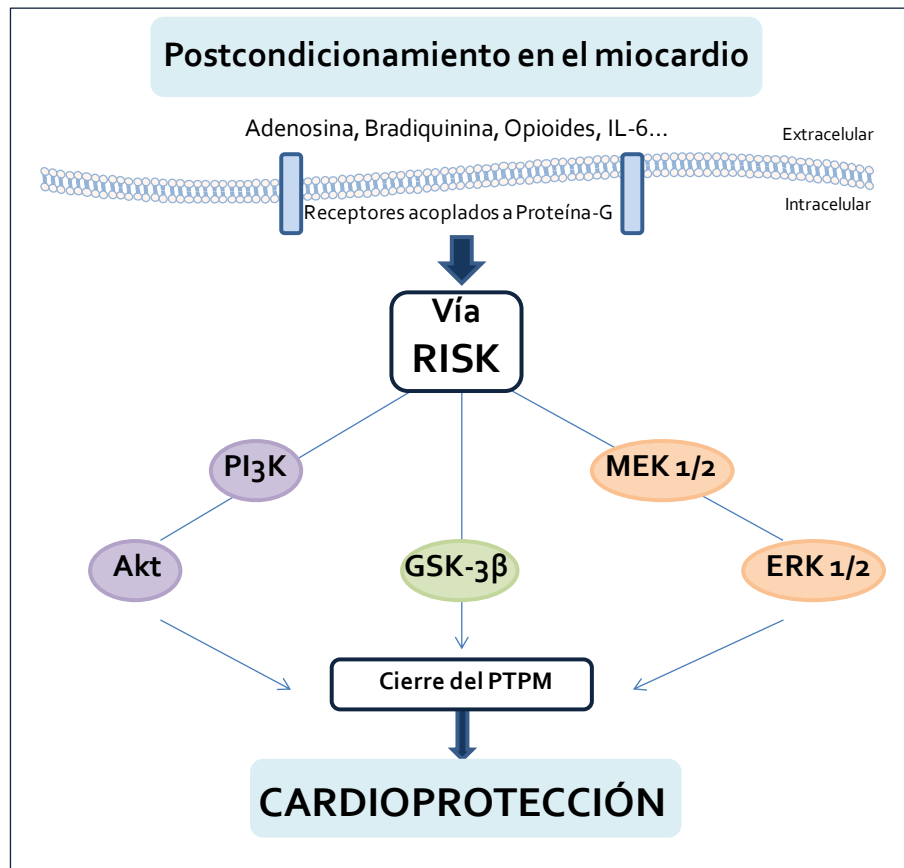 Postcondicionamiento en el miocardio
Adenosina, Bradiquinina, Opioides, IL-6...
Extracelular
Intracelular
Receptores acoplados a Proteína-G
Vía
RISK
PI3K
MEK 1/2
Akt
GSK-3β
ERK 1/2
Cierre del PTPM
CARDIOPROTECCIÓN